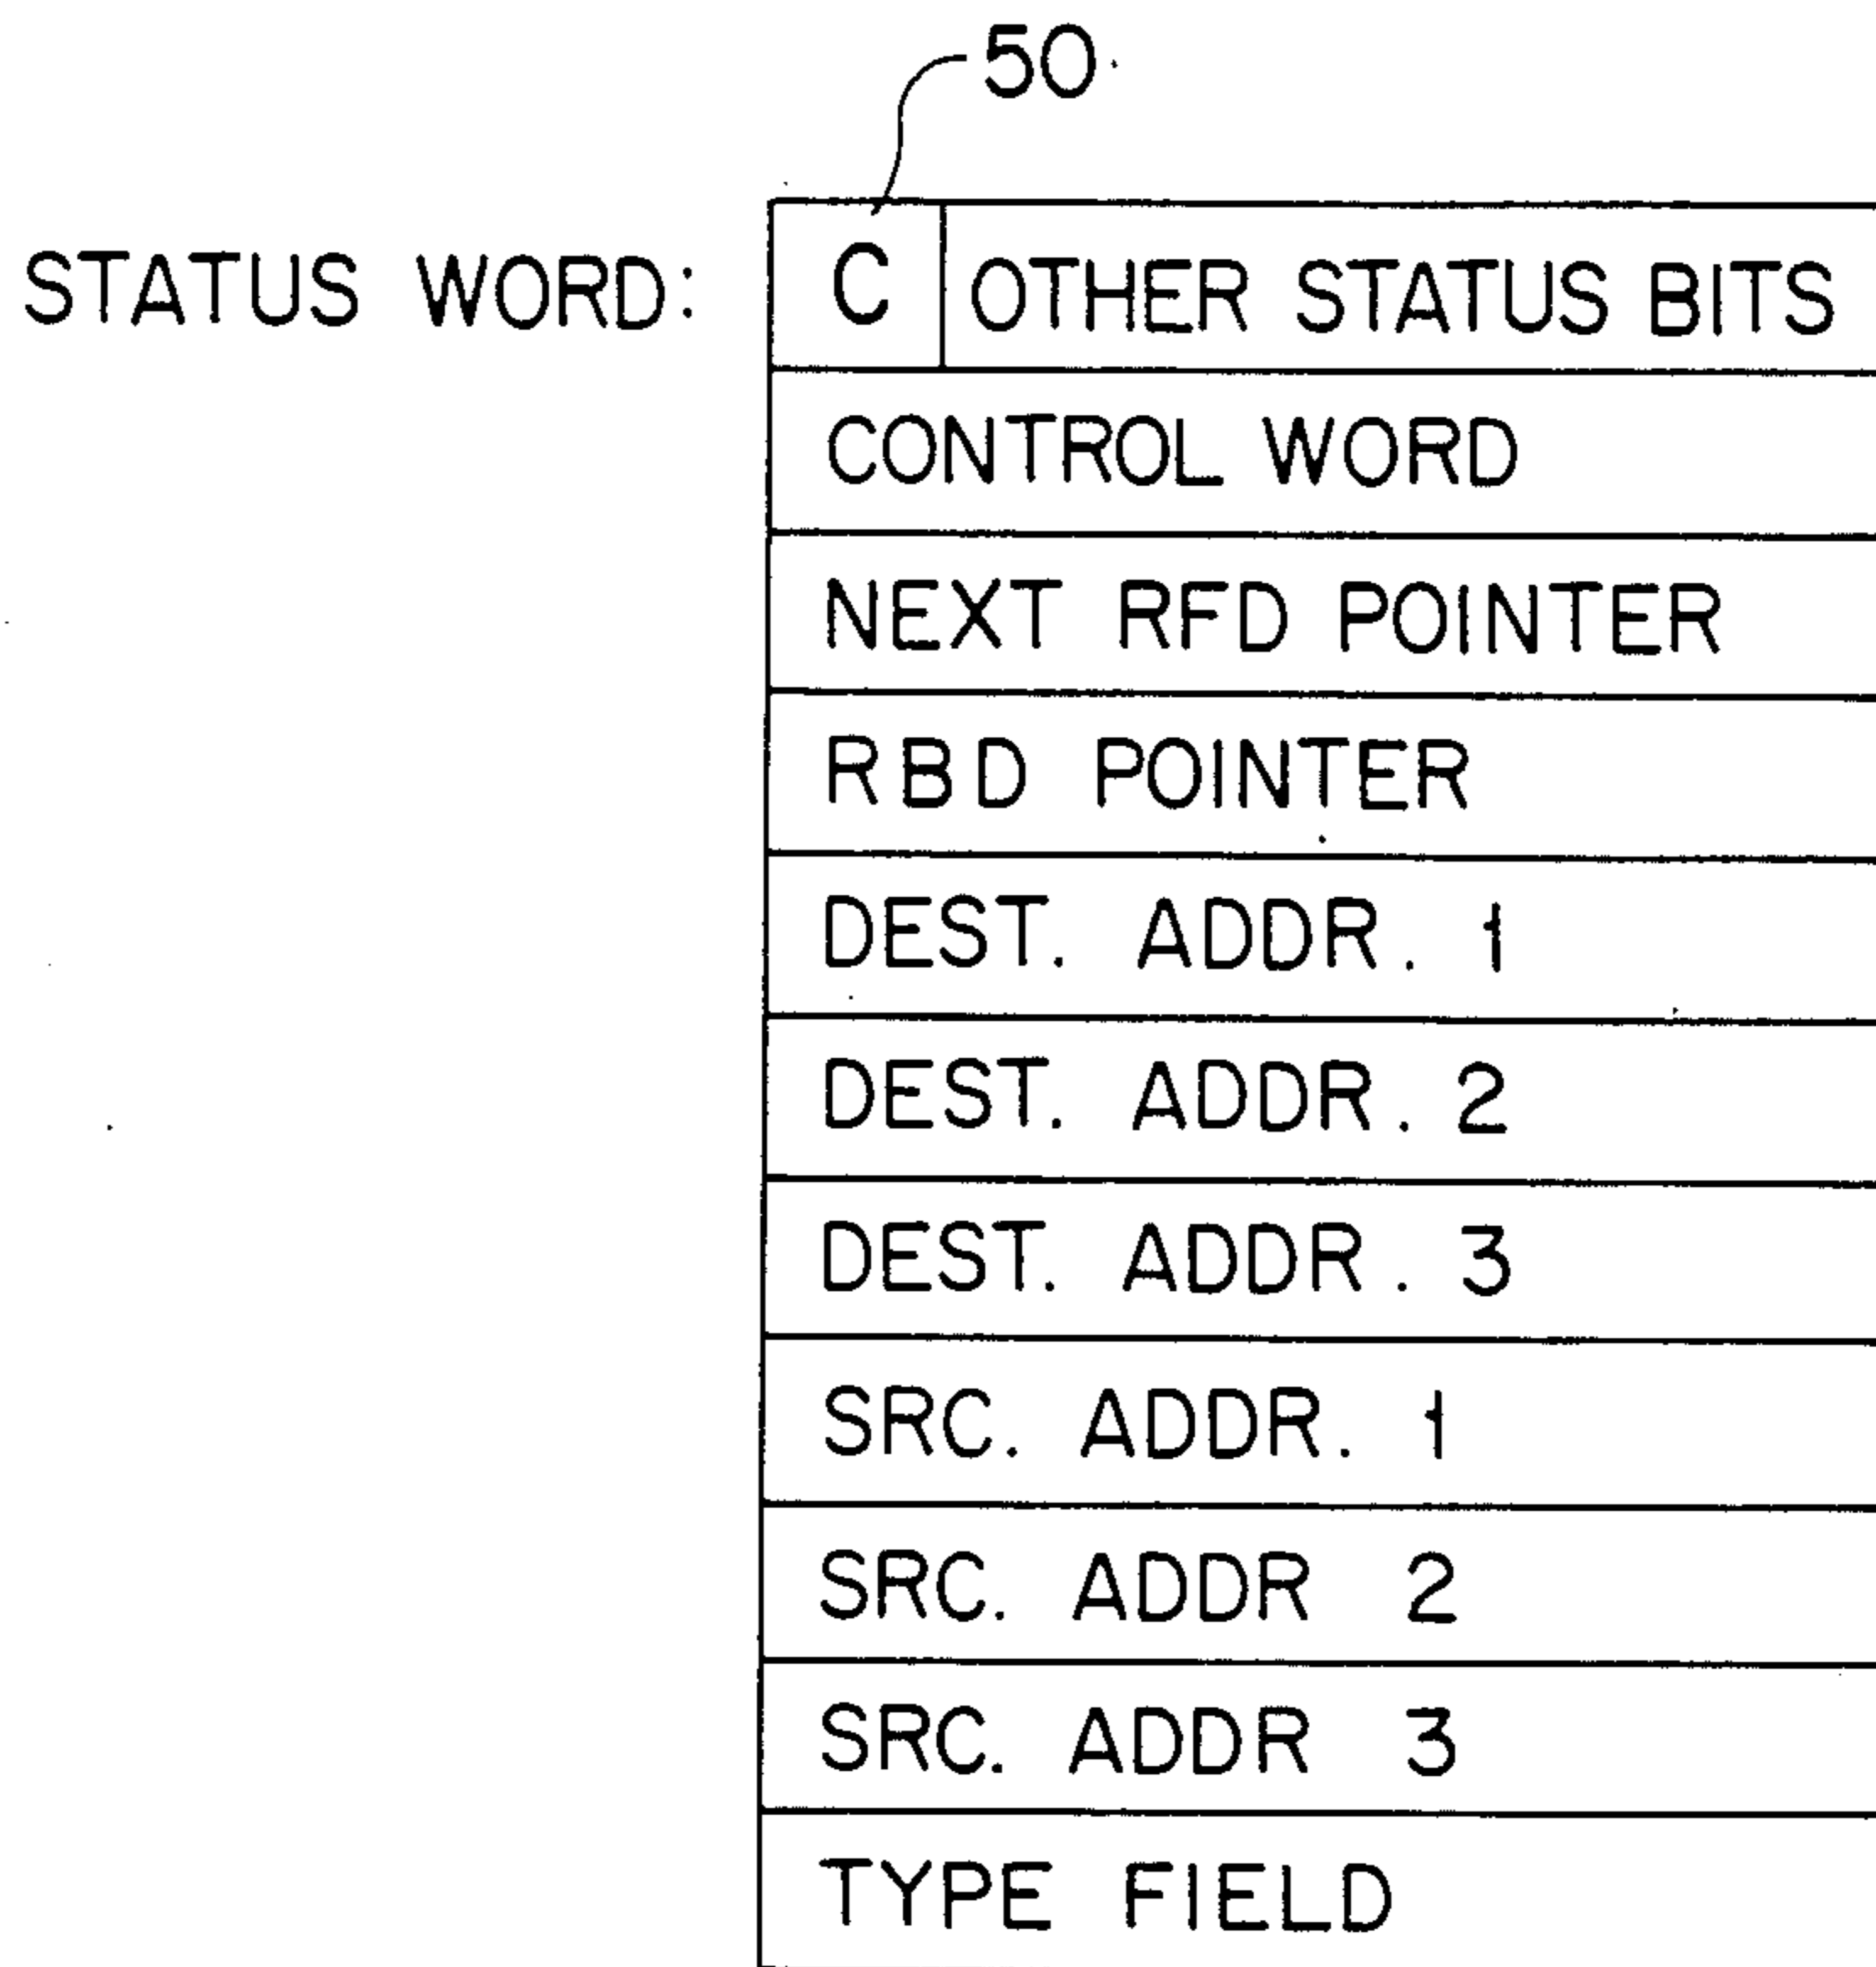 50
STATUS WORD: C OTHER STATUS BITS
CONTROL WORD
NEXT RFD POINTER
RBD POINTER
DEST. ADDR. 1
DEST. ADDR. 2
DEST. ADDR. 3
SRC. ADDR. 1
SRC. ADDR 2
SRC. ADDR 3
TYPE FIELD